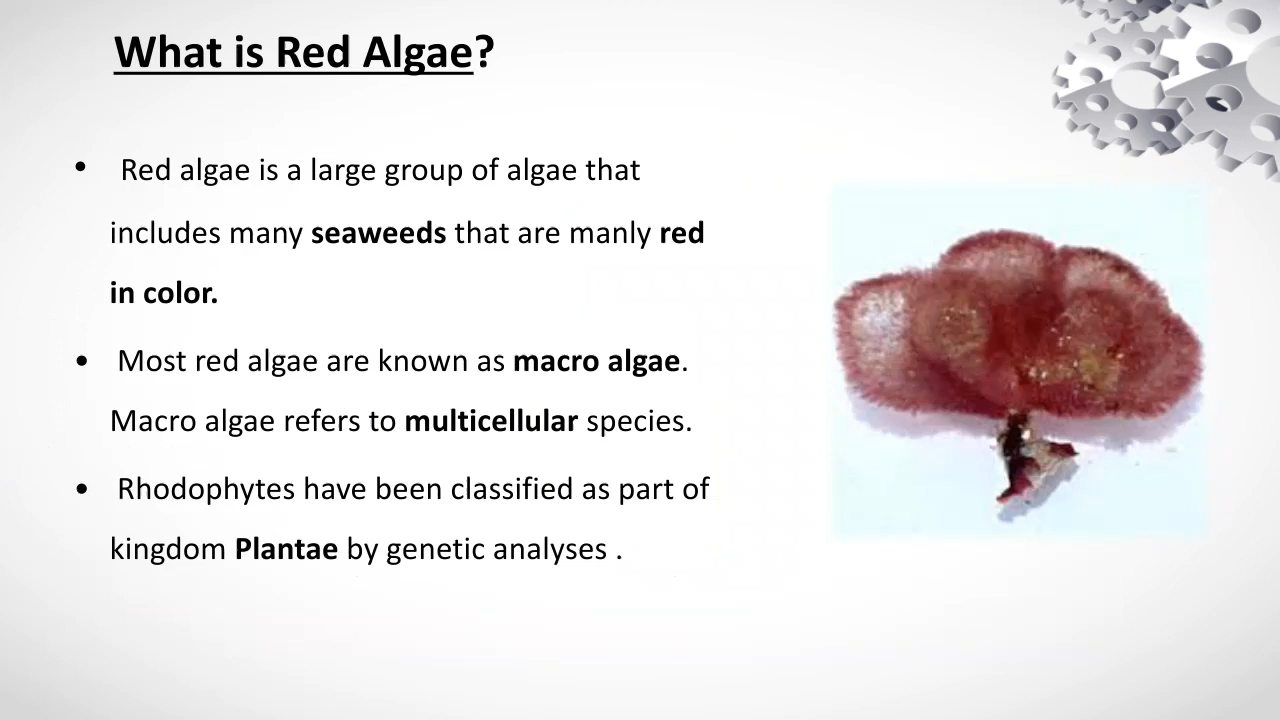 What is Red Algae?
• Red algae is a large group of algae that
includes many seaweeds that are manly red
in color.
• Most red algae are known as macro algae.
Macro algae refers to multicellular species.
• Rhodophytes have been classified as part of
kingdom Plantae by genetic analyses .